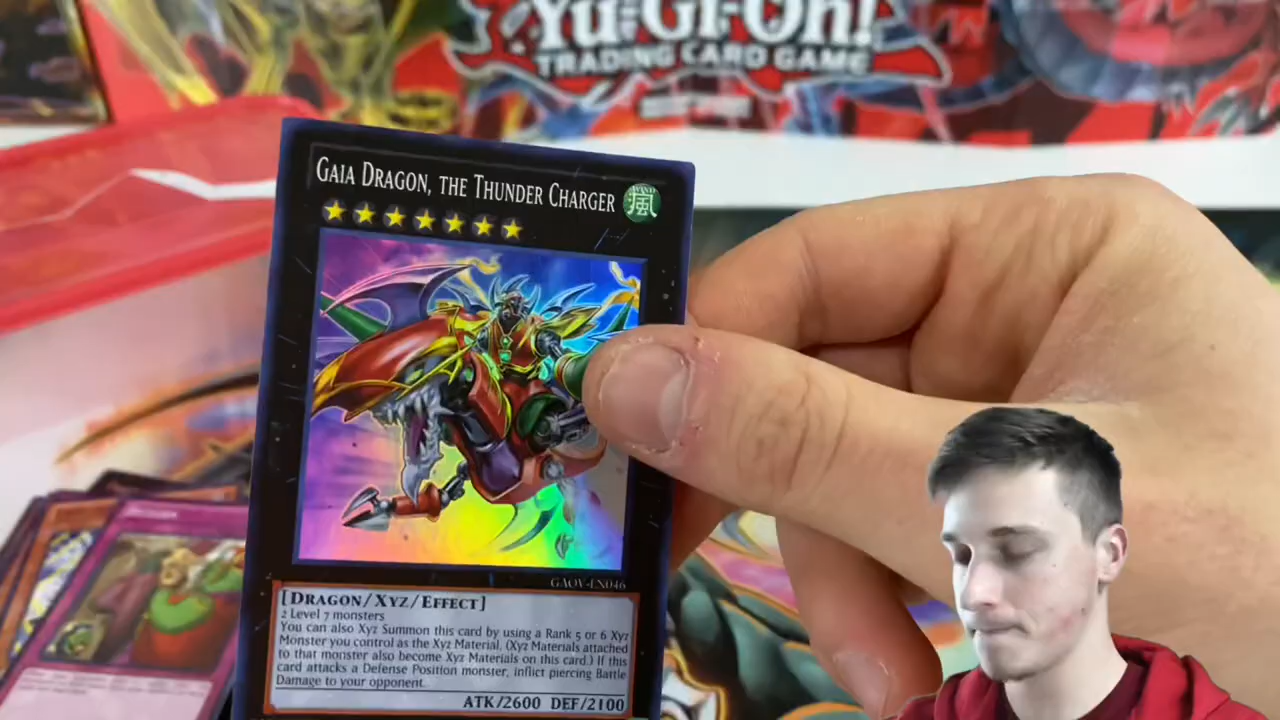 Yu-Gi-Oh!
TRADING CARD GAME
GAIA DRAGON, THE THUNDER CHARGER
WIND
風
GAOV-EN046
[DRAGON/XYZ/EFFECT]
2 Level 7 monsters
You can also Xyz Summon this card by using a Rank 5 or 6 Xyz
Monster you control as the Xyz Material. (Xyz Materials attached
to that monster also become Xyz Materials on this card.) If this
card attacks a Defense Position monster, inflict piercing Battle
Damage to your opponent.
ATK/2600 DEF/2100